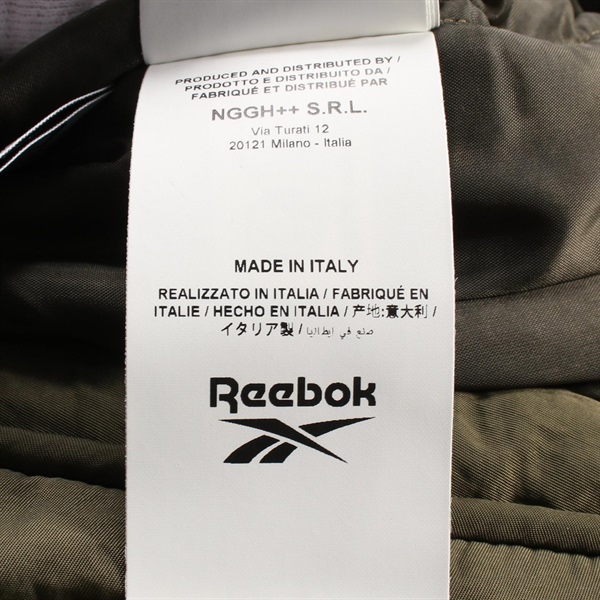 PRODUCED AND DISTRIBUTED BY /
PRODOTTO E DISTRIBUITO DA /
FABRIQUÉ ET DISTRIBUÉ PAR
NGGH++ S.R.L.
Via Turati 12
20121 Milano - Italia
MADE IN ITALY
REALIZZATO IN ITALIA / FABRIQUÉ EN
ITALIE / HECHO EN ITALIA / 产地:意大利 /
イタリア製 / صنع في ايطاليا
Reebok